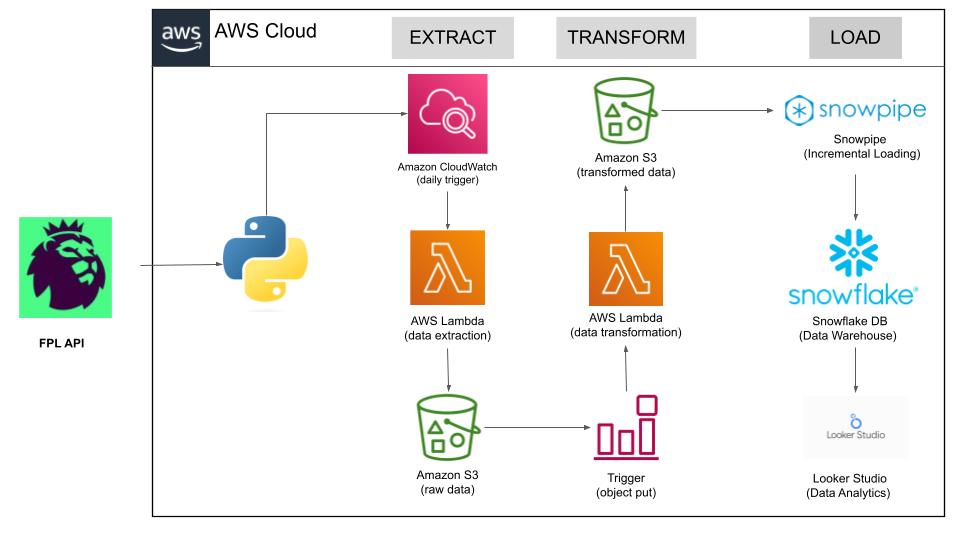 aws
AWS Cloud
EXTRACT
TRANSFORM
LOAD
Amazon CloudWatch
(daily trigger)
Amazon S3
(transformed data)
snowpipe
Snowpipe
(Incremental Loading)
FPL API
AWS Lambda
(data extraction)
AWS Lambda
(data transformation)
snowflake®
Snowflake DB
(Data Warehouse)
Amazon S3
(raw data)
Trigger
(object put)
Looker Studio
Looker Studio
(Data Analytics)